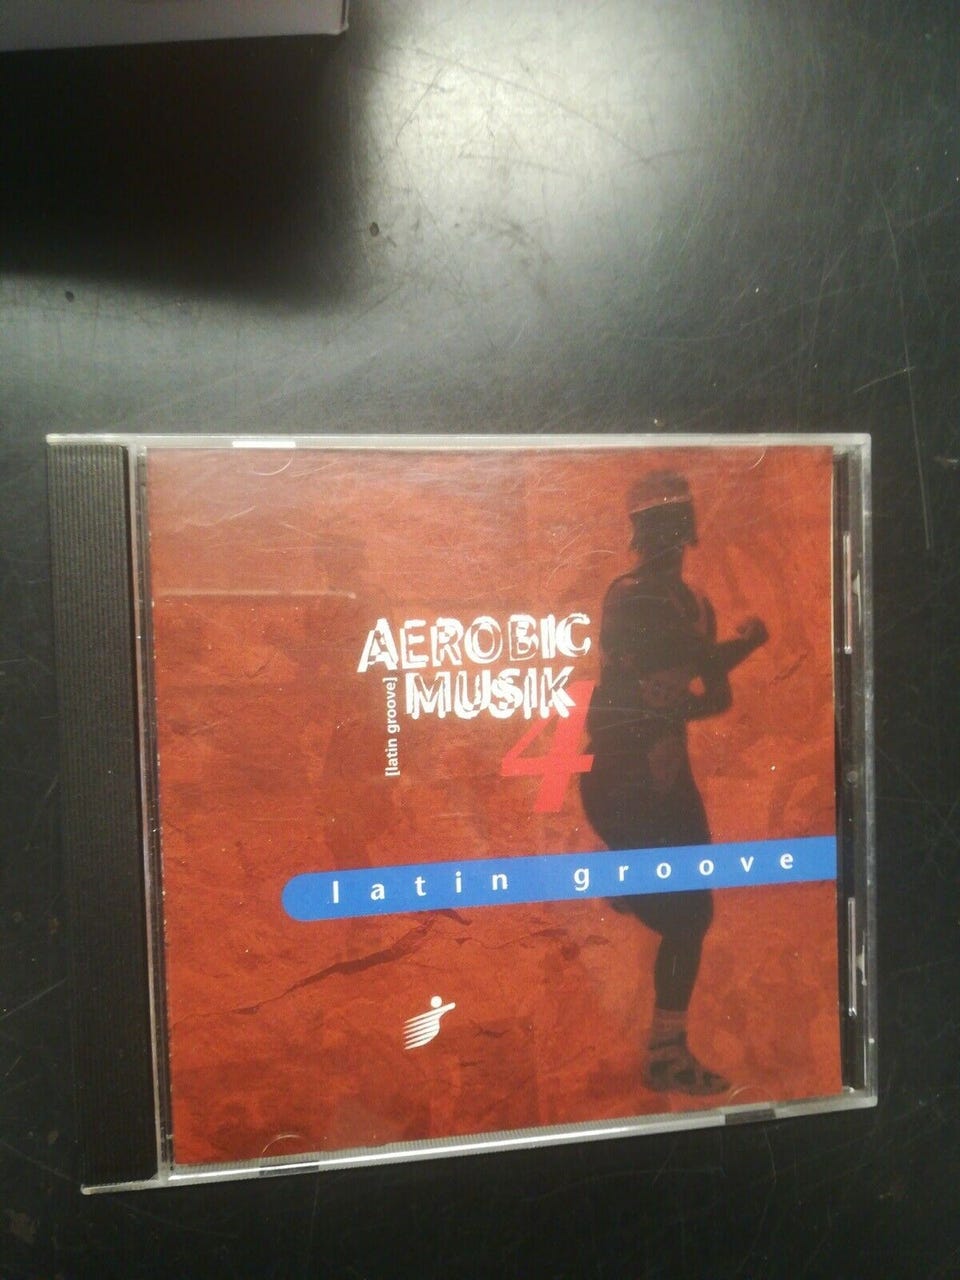 AEROBIC
MUSIK
[latin groove]
4
latin groove